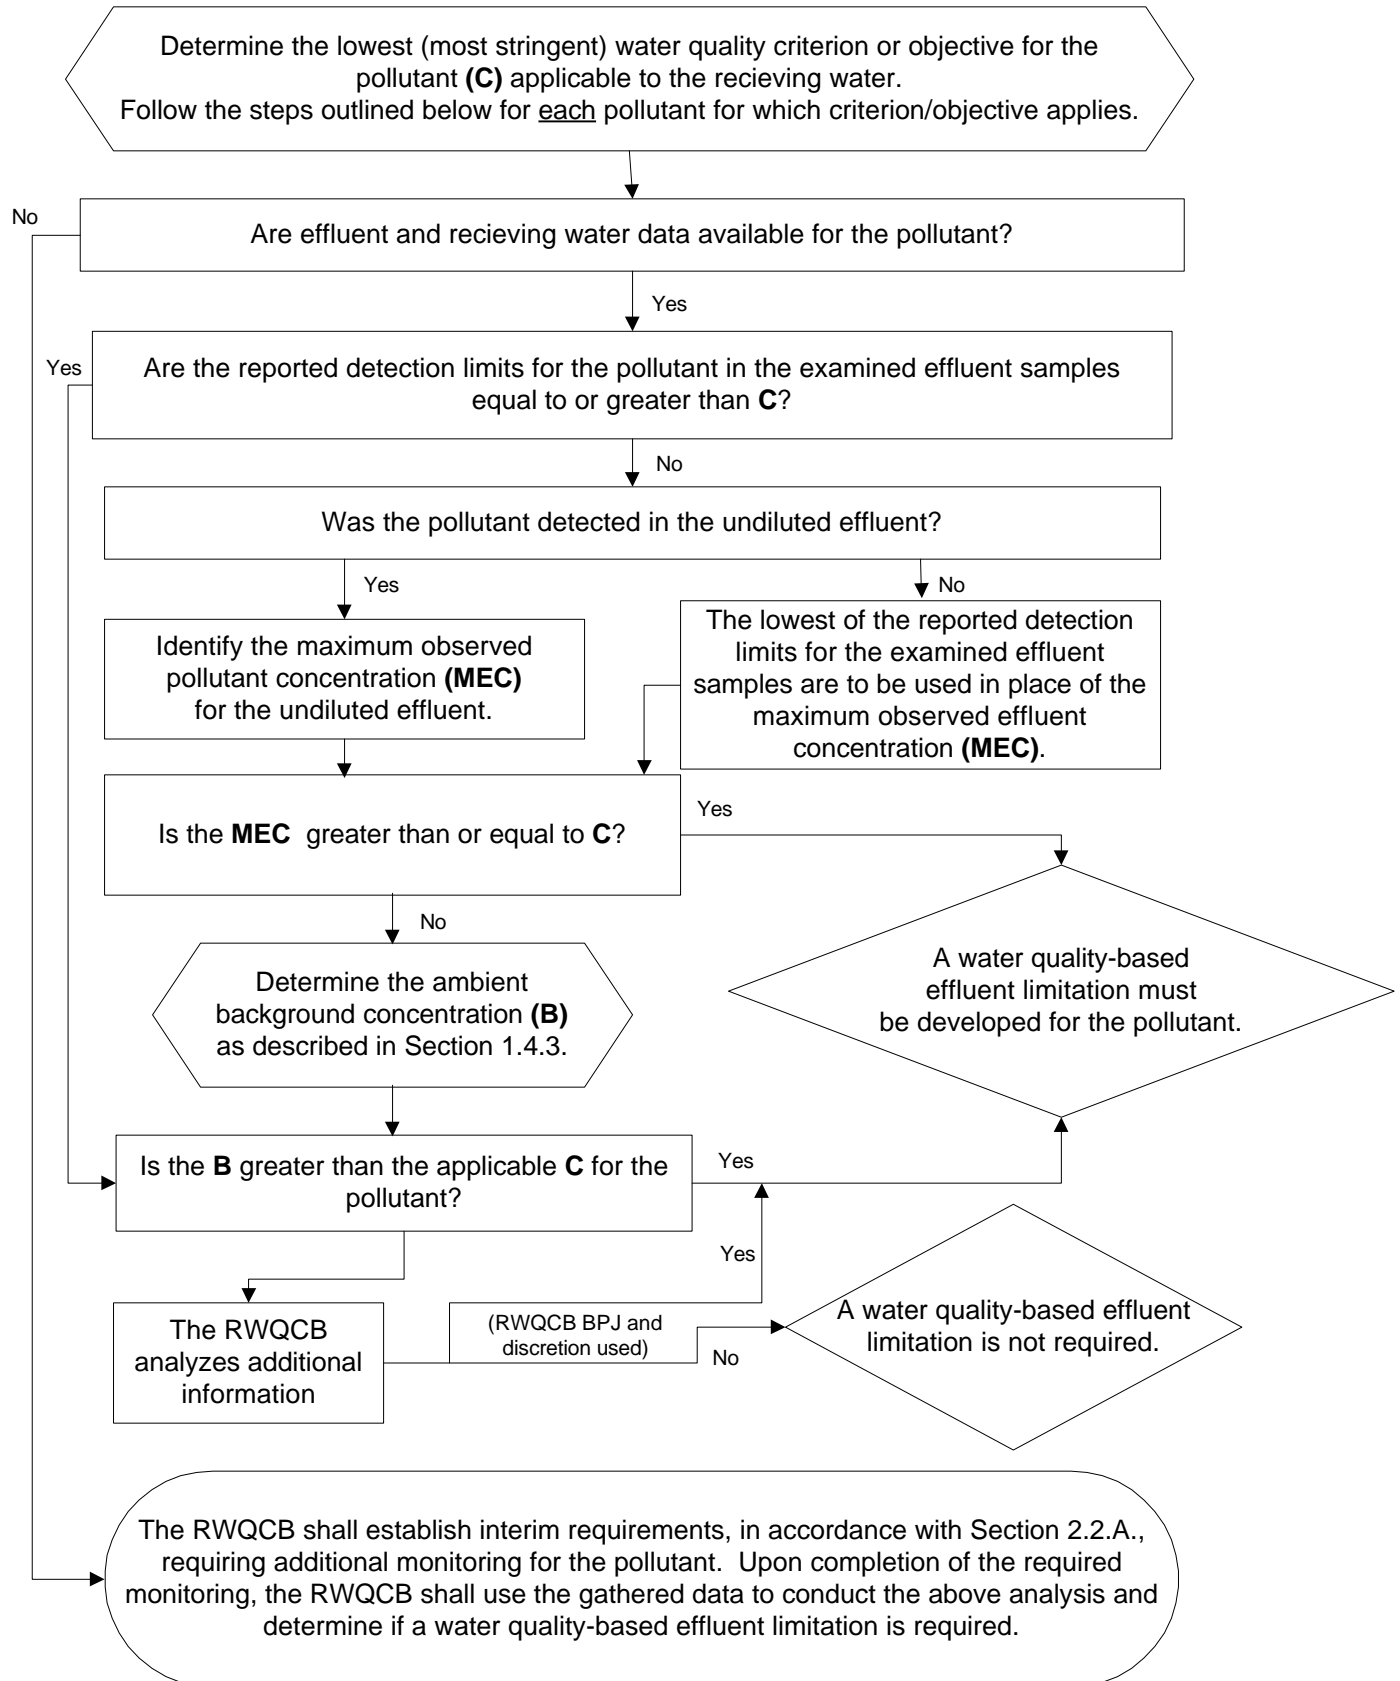 Determine the lowest (most stringent) water quality criterion or objective for the
pollutant (C) applicable to the recieving water.
Follow the steps outlined below for each pollutant for which criterion/objective applies.
No
Are effluent and recieving water data available for the pollutant?
Yes
Yes
Are the reported detection limits for the pollutant in the examined effluent samples
equal to or greater than C?
No
Was the pollutant detected in the undiluted effluent?
Yes
No
Identify the maximum observed
pollutant concentration (MEC)
for the undiluted effluent.
The lowest of the reported detection
limits for the examined effluent
samples are to be used in place of the
maximum observed effluent
concentration (MEC).
Is the MEC  greater than or equal to C?
Yes
No
Determine the ambient
background concentration (B)
as described in Section 1.4.3.
A water quality-based
effluent limitation must
be developed for the pollutant.
Is the B greater than the applicable C for the
pollutant?
Yes
Yes
The RWQCB
analyzes additional
information
(RWQCB BPJ and
discretion used)
No
A water quality-based effluent
limitation is not required.
The RWQCB shall establish interim requirements, in accordance with Section 2.2.A.,
requiring additional monitoring for the pollutant.  Upon completion of the required
monitoring, the RWQCB shall use the gathered data to conduct the above analysis and
determine if a water quality-based effluent limitation is required.